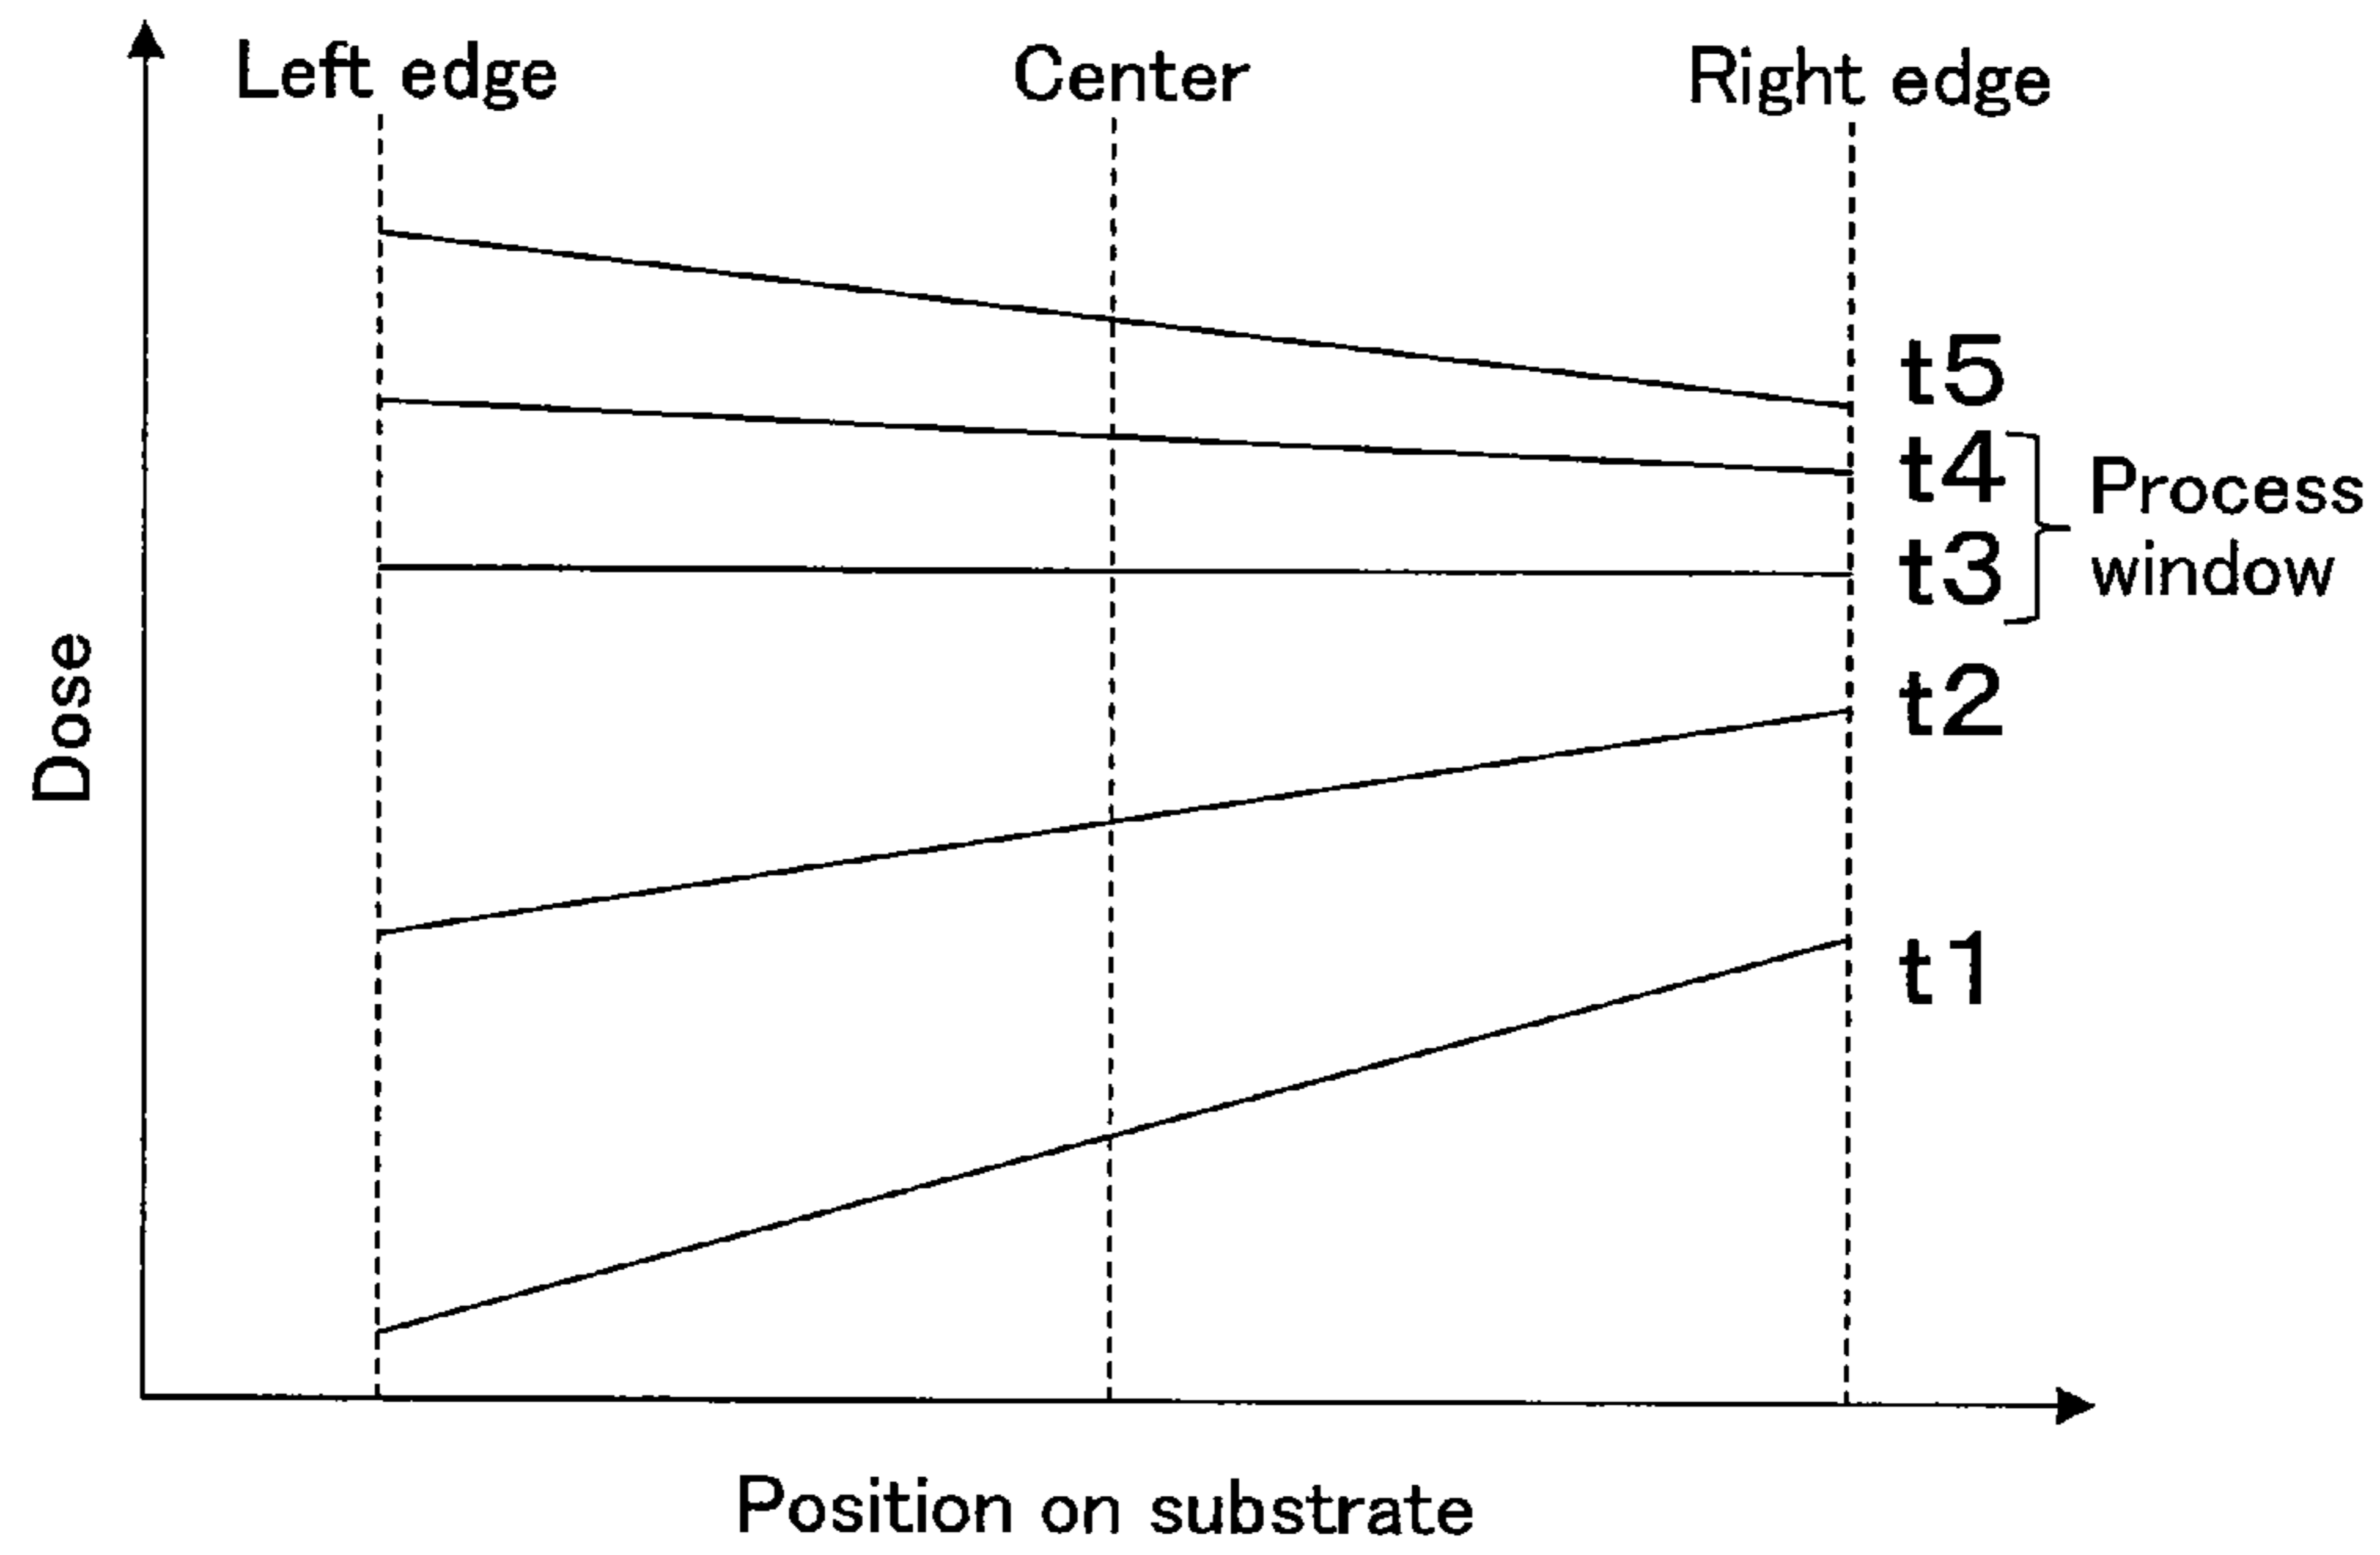 Left edge
Center
Right edge
t5
t4
t3
Process
window
t2
t1
Dose
Position on substrate